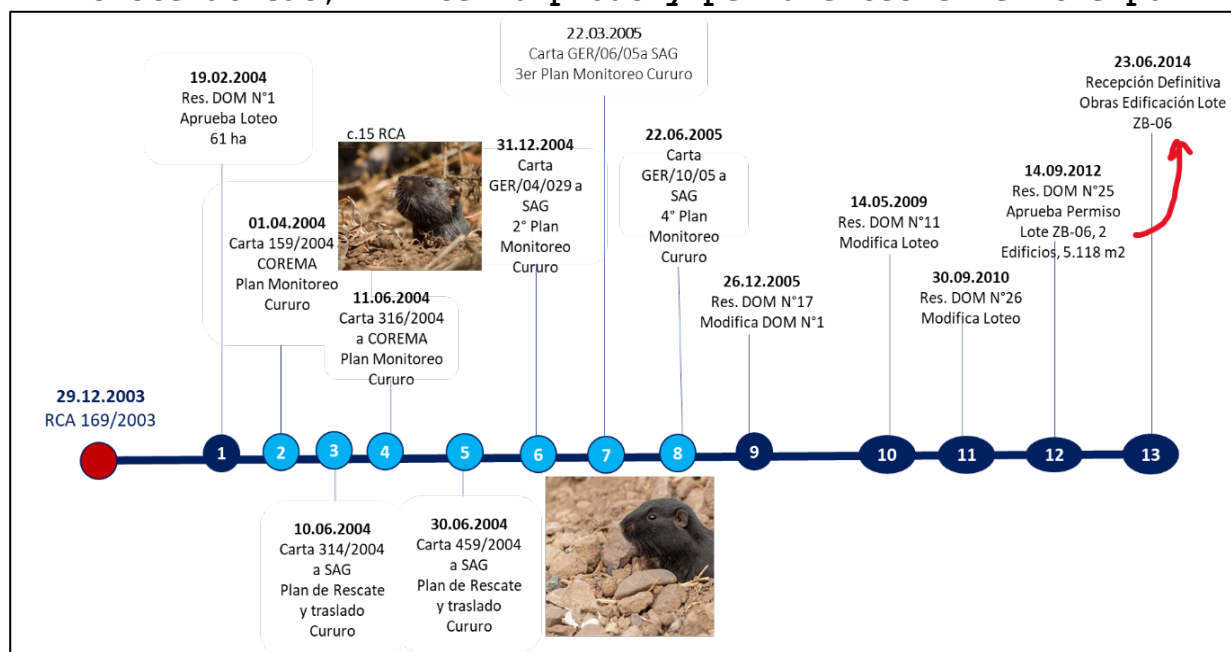 19.02.2004
Res. DOM N°1
Aprueba Loteo
61 ha
01.04.2004
Carta 159/2004
COREMA
Plan Monitoreo
Cururo
c.15 RCA
11.06.2004
Carta 316/2004
a COREMA
Plan Monitoreo
Cururo
31.12.2004
Carta
GER/04/029 a
SAG
2° Plan
Monitoreo
Cururo
22.03.2005
Carta GER/06/05a SAG
3er Plan Monitoreo Cururo
22.06.2005
Carta
GER/10/05 a
SAG
4° Plan
Monitoreo
Cururo
26.12.2005
Res. DOM N°17
Modifica DOM N°1
14.05.2009
Res. DOM N°11
Modifica Loteo
30.09.2010
Res. DOM N°26
Modifica Loteo
14.09.2012
Res. DOM N°25
Aprueba Permiso
Lote ZB-06, 2
Edificios, 5.118 m2
23.06.2014
Recepción Definitiva
Obras Edificación Lote
ZB-06
29.12.2003
RCA 169/2003
1 2 3 4 5 6 7 8 9 10 11 12 13
10.06.2004
Carta 314/2004
a SAG
Plan de Rescate
y traslado
Cururo
30.06.2004
Carta 459/2004
a SAG
Plan de Rescate
y traslado
Cururo